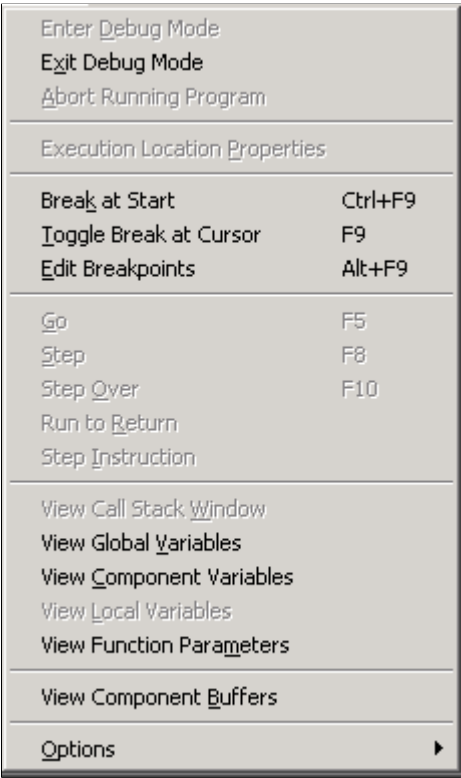 Enter Debug Mode
Exit Debug Mode
Abort Running Program
Execution Location Properties
Break at Start Ctrl+F9
Toggle Break at Cursor F9
Edit Breakpoints Alt+F9
Go F5
Step F8
Step Over F10
Run to Return
Step Instruction
View Call Stack Window
View Global Variables
View Component Variables
View Local Variables
View Function Parameters
View Component Buffers
Options